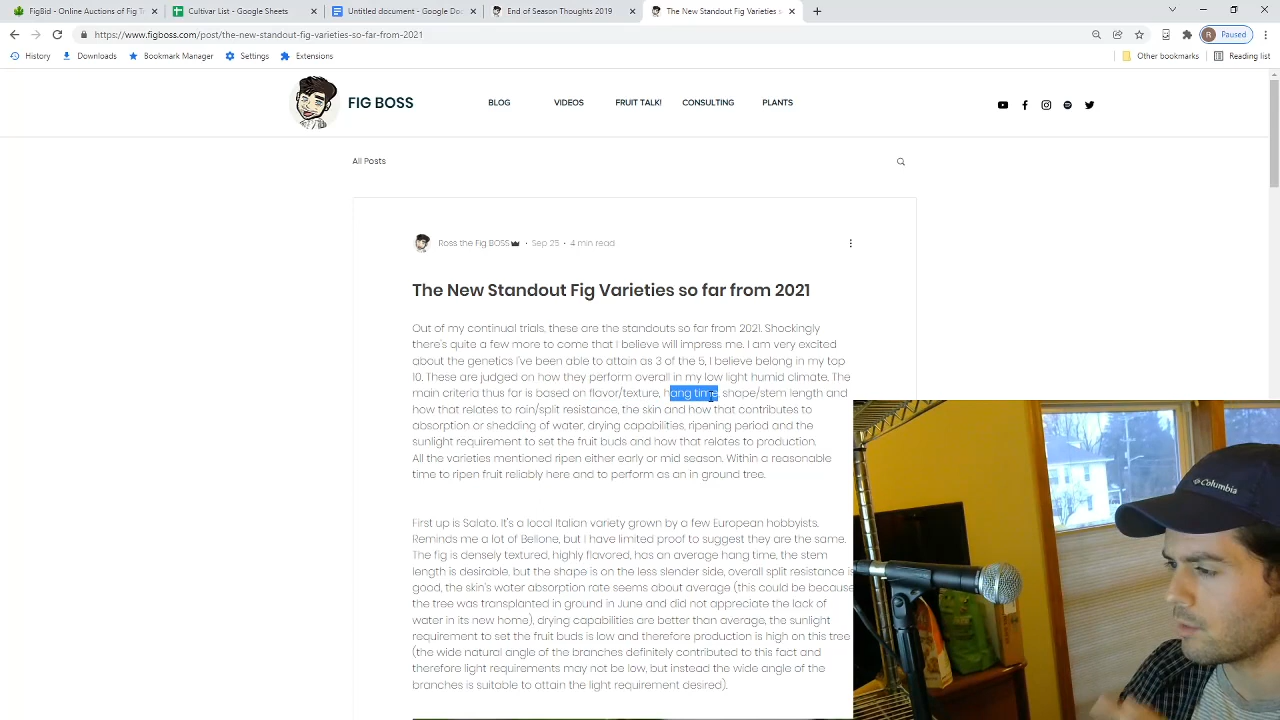 FigBid - Online Auctions of Fig Tr
Cultivar List - Google Sheets
Untitled document - Google Doc
End of Season Thoughts 2019
The New Standout Fig Varieties s
https://www.figboss.com/post/the-new-standout-fig-varieties-so-far-from-2021
R Paused
History
Downloads
Bookmark Manager
Settings
Extensions
Other bookmarks
Reading list
FIG BOSS
BLOG
VIDEOS
FRUIT TALK!
CONSULTING
PLANTS
All Posts
Ross the Fig BOSS · Sep 25 · 4 min read
The New Standout Fig Varieties so far from 2021
Out of my continual trials, these are the standouts so far from 2021. Shockingly
there's quite a few more to come that I believe will impress me. I am very excited
about the genetics I've been able to attain as 3 of the 5, I believe belong in my top
10. These are judged on how they perform overall in my low light humid climate. The
main criteria thus far is based on flavor/texture, hang time, shape/stem length and
how that relates to rain/split resistance, the skin and how that contributes to
absorption or shedding of water, drying capabilities, ripening period and the
sunlight requirement to set the fruit buds and how that relates to production.
All the varieties mentioned ripen either early or mid season. Within a reasonable
time to ripen fruit reliably here and to perform as an in ground tree.
First up is Salato. It's a local Italian variety grown by a few European hobbyists.
Reminds me a lot of Bellone, but I have limited proof to suggest they are the same.
The fig is densely textured, highly flavored, has an average hang time, the stem
length is desirable, but the shape is on the less slender side, overall split resistance is
good, the skin's water absorption rate seems about average (this could be because
the tree was transplanted in ground in June and did not appreciate the lack of
water in its new home), drying capabilities are better than average, the sunlight
requirement to set the fruit buds is low and therefore production is high on this tree
(the wide natural angle of the branches definitely contributed to this fact and
therefore light requirements may not be low, but instead the wide angle of the
branches is suitable to attain the light requirement desired).
Columbia